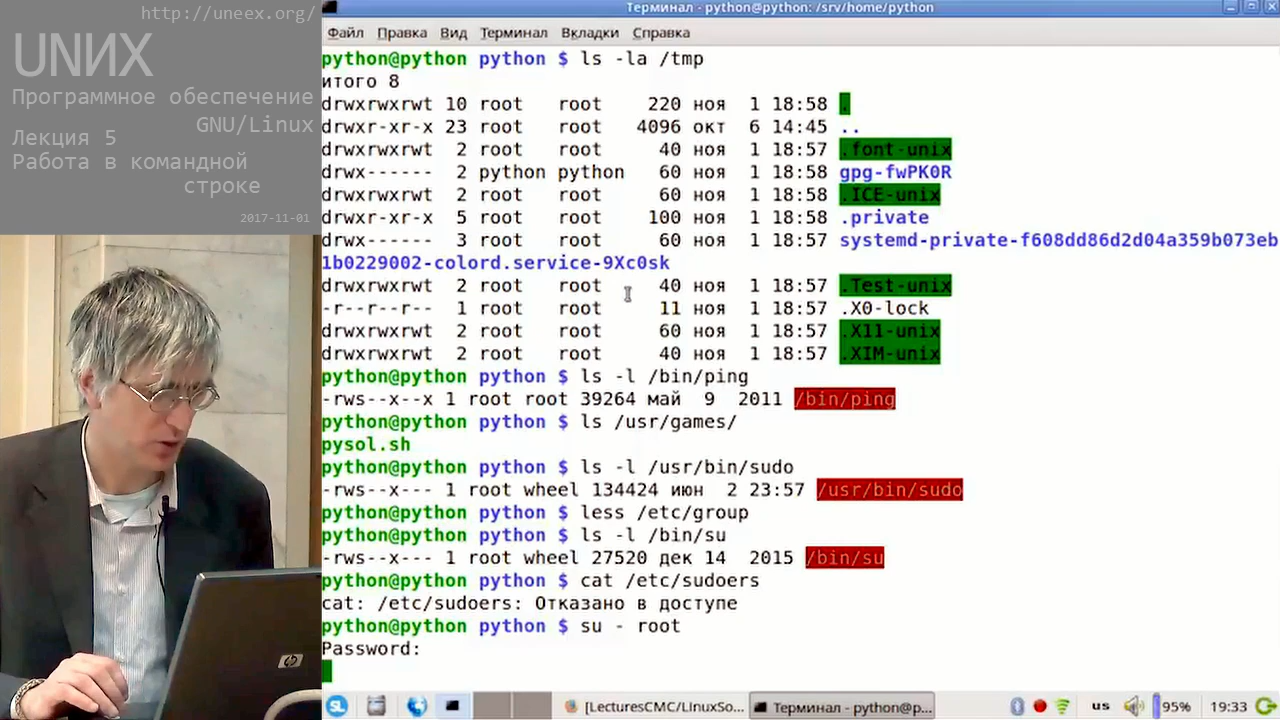 http://uneex.org/
UNИX
Программное обеспечение
GNU/Linux
Лекция 5
Работа в командной
строке
2017-11-01
Терминал - python@python: /srv/home/python
Файл Правка Вид Терминал Вкладки Справка
python@python python $ ls -la /tmp
итого 8
drwxrwxrwt 10 root root 220 ноя 1 18:58 .
drwxr-xr-x 23 root root 4096 окт 6 14:45 ..
drwxrwxrwt 2 root root 40 ноя 1 18:57 .font-unix
drwx------ 2 python python 60 ноя 1 18:58 gpg-fwPK0R
drwxrwxrwt 2 root root 60 ноя 1 18:57 .ICE-unix
drwxr-xr-x 5 root root 100 ноя 1 18:58 .private
drwx------ 3 root root 60 ноя 1 18:57 systemd-private-f608dd86d2d04a359b073eb
1b0229002-colord.service-9Xc0sk
drwxrwxrwt 2 root root 40 ноя 1 18:57 .Test-unix
-r--r--r-- 1 root root 11 ноя 1 18:57 .X0-lock
drwxrwxrwt 2 root root 60 ноя 1 18:57 .X11-unix
drwxrwxrwt 2 root root 40 ноя 1 18:57 .XIM-unix
python@python python $ ls -l /bin/ping
-rws--x--x 1 root root 39264 май 9 2011 /bin/ping
python@python python $ ls /usr/games/
pysol.sh
python@python python $ ls -l /usr/bin/sudo
-rws--x--- 1 root wheel 134424 июн 2 23:57 /usr/bin/sudo
python@python python $ less /etc/group
python@python python $ ls -l /bin/su
-rws--x--- 1 root wheel 27520 дек 14 2015 /bin/su
python@python python $ cat /etc/sudoers
cat: /etc/sudoers: Отказано в доступе
python@python python $ su - root
Password:
hp
SL [LecturesCMC/LinuxSo... Терминал - python@p... us 95% 19:33